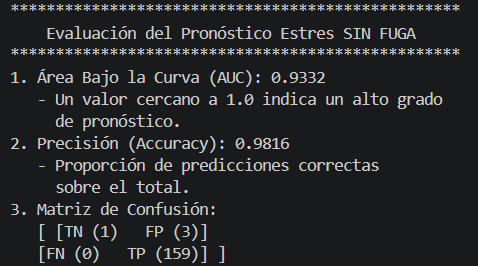 **************************************************
Evaluación del Pronóstico Estres SIN FUGA
**************************************************
1. Área Bajo la Curva (AUC): 0.9332
- Un valor cercano a 1.0 indica un alto grado
de pronóstico.
2. Precisión (Accuracy): 0.9816
- Proporción de predicciones correctas
sobre el total.
3. Matriz de Confusión:
[ [TN (1) FP (3)]
[FN (0) TP (159)] ]